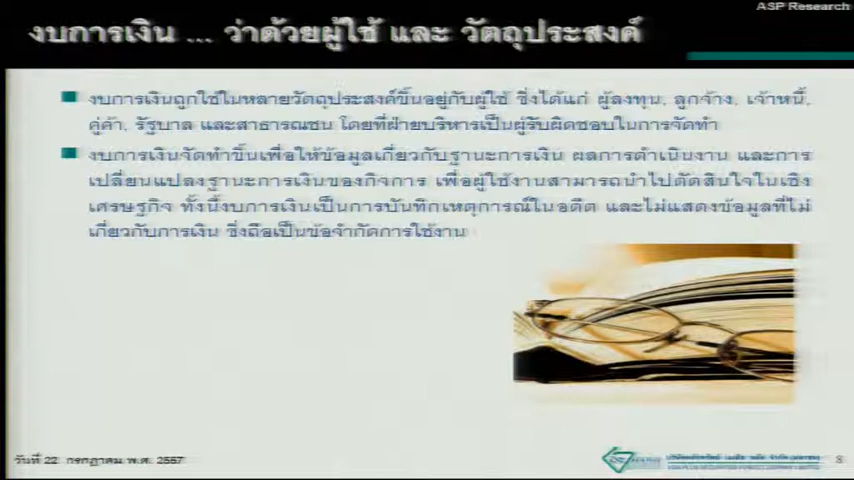 ASP Research
งบการเงิน ... ว่าด้วยผู้ใช้ และ วัตถุประสงค์
งบการเงินถูกใช้ในหลายวัตถุประสงค์ขึ้นอยู่กับผู้ใช้ ซึ่งได้แก่ ผู้ลงทุน, ลูกจ้าง, เจ้าหนี้,
คู่ค้า, รัฐบาล และสาธารณชน โดยที่ฝ่ายบริหารเป็นผู้รับผิดชอบในการจัดทำ
งบการเงินจัดทำขึ้นเพื่อให้ข้อมูลเกี่ยวกับฐานะการเงิน ผลการดำเนินงาน และการ
เปลี่ยนแปลงฐานะการเงินของกิจการ เพื่อผู้ใช้งานสามารถนำไปตัดสินใจในเชิง
เศรษฐกิจ ทั้งนี้งบการเงินเป็นการบันทึกเหตุการณ์ในอดีต และไม่แสดงข้อมูลที่ไม่
เกี่ยวกับการเงิน ซึ่งถือเป็นข้อจำกัดการใช้งาน
วันที่ 22 กรกฎาคม พ.ศ. 2557
8